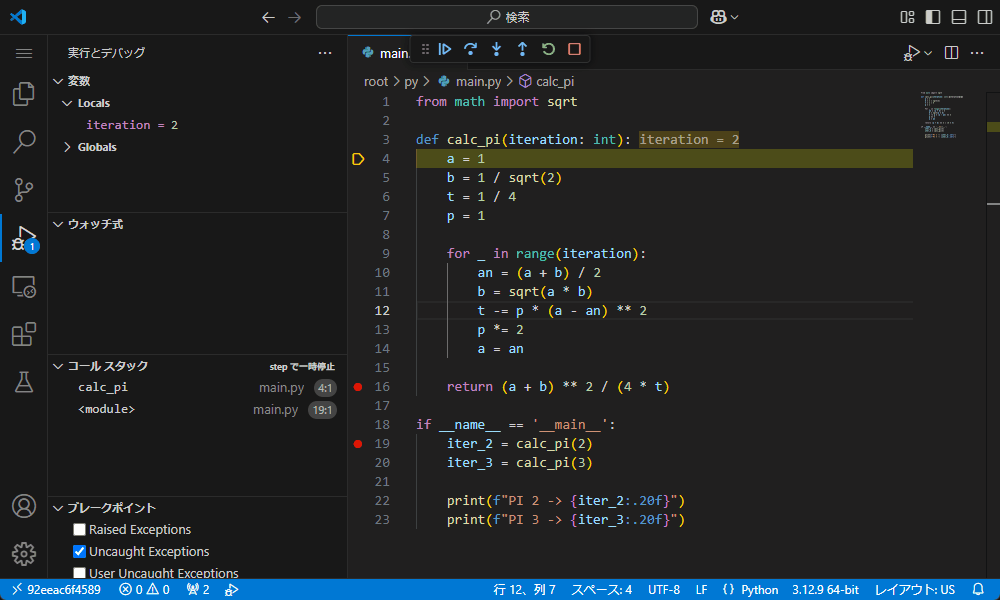 検索
実行とデバッグ
変数
Locals
iteration = 2
Globals
ウォッチ式
コール スタック
step で一時停止
calc_pi main.py 4:1
<module> main.py 19:1
ブレークポイント
Raised Exceptions
Uncaught Exceptions
User Uncaught Exceptions
1
main.
root > py > main.py > calc_pi
1 from math import sqrt
2
3 def calc_pi(iteration: int): iteration = 2
4 a = 1
5 b = 1 / sqrt(2)
6 t = 1 / 4
7 p = 1
8
9 for _ in range(iteration):
10 an = (a + b) / 2
11 b = sqrt(a * b)
12 t -= p * (a - an) ** 2
13 p *= 2
14 a = an
15
16 return (a + b) ** 2 / (4 * t)
17
18 if __name__ == '__main__':
19 iter_2 = calc_pi(2)
20 iter_3 = calc_pi(3)
21
22 print(f"PI 2 -> {iter_2:.20f}")
23 print(f"PI 3 -> {iter_3:.20f}")
92eeac6f4589 0 0 2 行 12、列 7 スペース: 4 UTF-8 LF {} Python 3.12.9 64-bit レイアウト: US